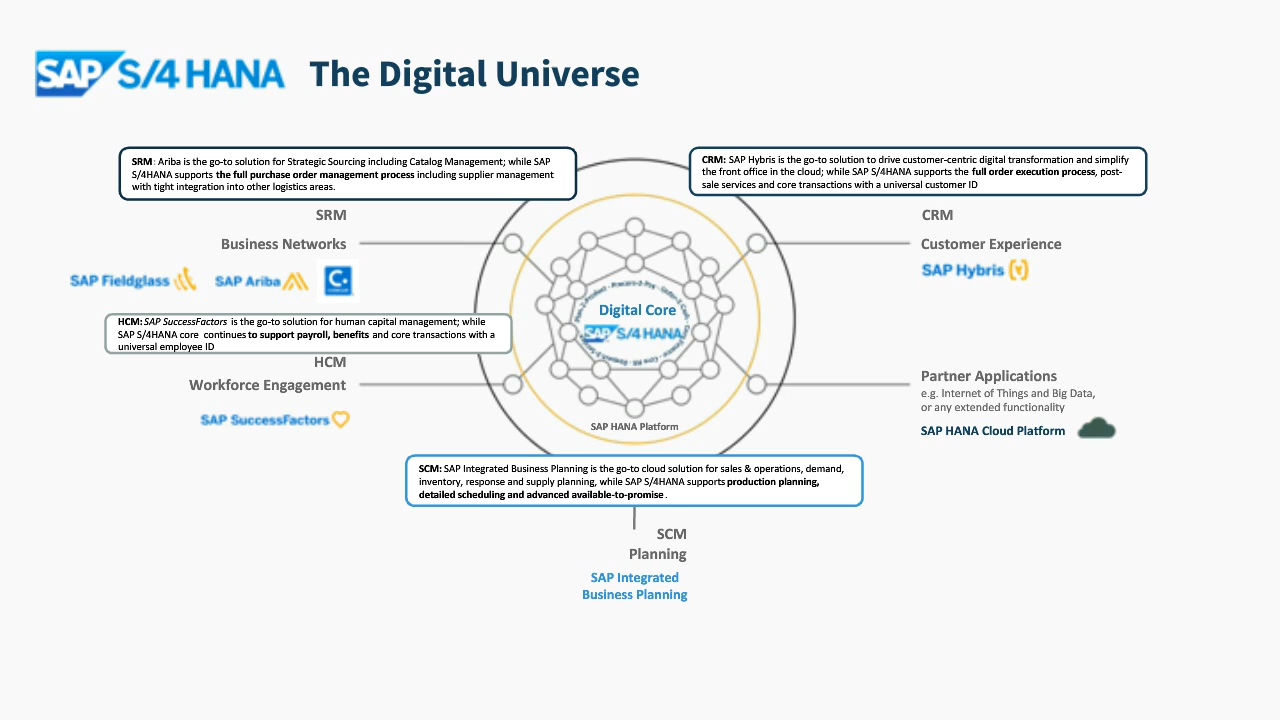 SAP S/4 HANA The Digital Universe
SRM: Ariba is the go-to solution for Strategic Sourcing including Catalog Management; while SAP
S/4HANA supports the full purchase order management process including supplier management
with tight integration into other logistics areas.
CRM: SAP Hybris is the go-to solution to drive customer-centric digital transformation and simplify
the front office in the cloud; while SAP S/4HANA supports the full order execution process, post-
sale services and core transactions with a universal customer ID
SRM
Business Networks
SAP Fieldglass SAP Ariba
CRM
Customer Experience
SAP Hybris
HCM: SAP SuccessFactors is the go-to solution for human capital management; while
SAP S/4HANA core continues to support payroll, benefits and core transactions with a
universal employee ID
HCM
Workforce Engagement
SAP SuccessFactors
Digital Core
SAP S/4 HANA
SAP HANA Platform
Partner Applications
e.g. Internet of Things and Big Data,
or any extended functionality
SAP HANA Cloud Platform
SCM: SAP Integrated Business Planning is the go-to cloud solution for sales & operations, demand,
inventory, response and supply planning, while SAP S/4HANA supports production planning,
detailed scheduling and advanced available-to-promise.
SCM
Planning
SAP Integrated
Business Planning